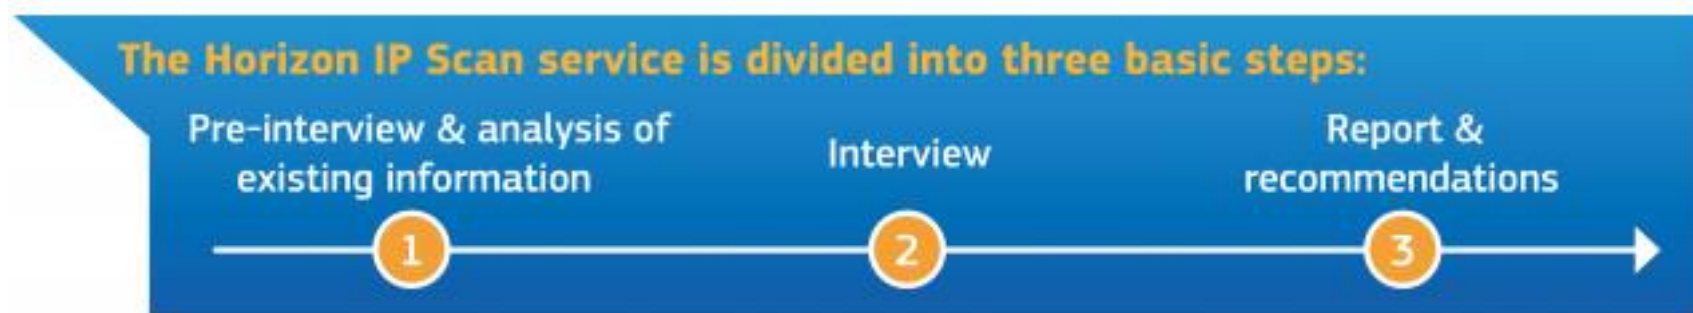 The Horizon IP Scan service is divided into three basic steps:
Pre-interview & analysis of
existing information
Interview
Report &
recommendations
1
2
3